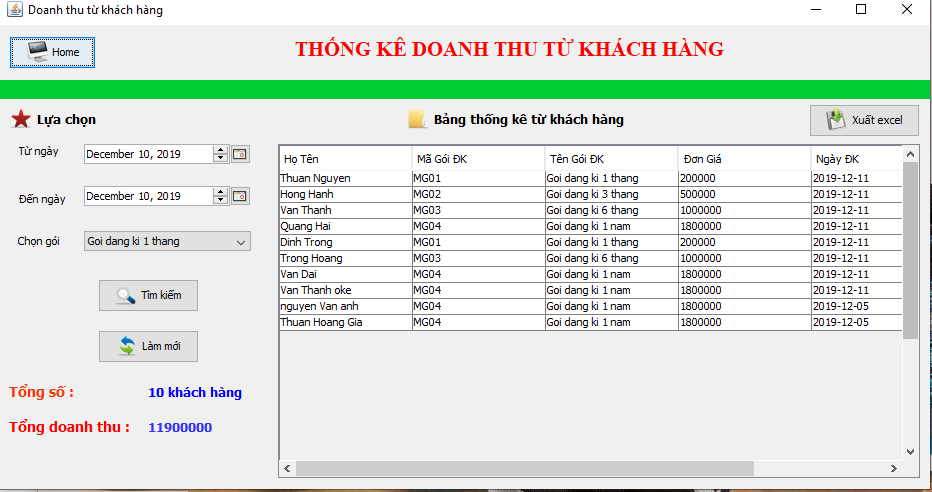 Doanh thu từ khách hàng
Home
THỐNG KÊ DOANH THU TỪ KHÁCH HÀNG
Lựa chọn
Bảng thống kê từ khách hàng
Xuất excel
Từ ngày
December 10, 2019
Đến ngày
December 10, 2019
Chọn gói
Goi dang ki 1 thang
Tìm kiếm
Làm mới
Tổng số :
10 khách hàng
Tổng doanh thu :
11900000
Họ Tên Mã Gói ĐK Tên Gói ĐK Đơn Giá Ngày ĐK
Thuan Nguyen MG01 Goi dang ki 1 thang 200000 2019-12-11
Hong Hanh MG02 Goi dang ki 3 thang 500000 2019-12-11
Van Thanh MG03 Goi dang ki 6 thang 1000000 2019-12-11
Quang Hai MG04 Goi dang ki 1 nam 1800000 2019-12-11
Dinh Trong MG01 Goi dang ki 1 thang 200000 2019-12-11
Trong Hoang MG03 Goi dang ki 6 thang 1000000 2019-12-11
Van Dai MG04 Goi dang ki 1 nam 1800000 2019-12-11
Van Thanh oke MG04 Goi dang ki 1 nam 1800000 2019-12-11
nguyen Van anh MG04 Goi dang ki 1 nam 1800000 2019-12-05
Thuan Hoang Gia MG04 Goi dang ki 1 nam 1800000 2019-12-05